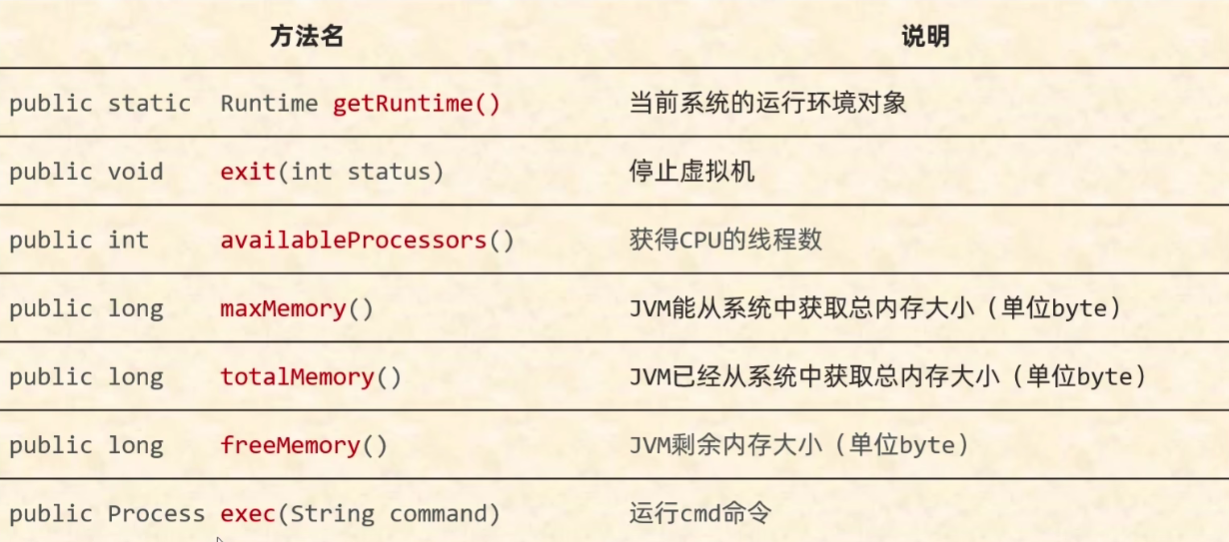 方法名 说明
public static Runtime getRuntime() 当前系统的运行环境对象
public void exit(int status) 停止虚拟机
public int availableProcessors() 获得CPU的线程数
public long maxMemory() JVM能从系统中获取总内存大小（单位byte）
public long totalMemory() JVM已经从系统中获取总内存大小（单位byte）
public long freeMemory() JVM剩余内存大小（单位byte）
public Process exec(String command) 运行cmd命令